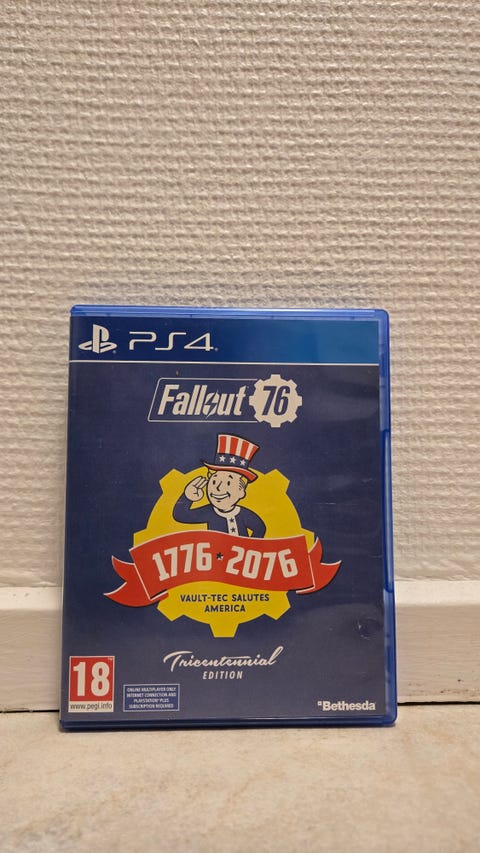 PS4
Fallout 76
1776 ★ 2076
VAULT-TEC SALUTES
AMERICA
Tricentennial
EDITION
18
www.pegi.info
ONLINE MULTIPLAYER ONLY
INTERNET CONNECTION AND
PLAYSTATION® PLUS
SUBSCRIPTION REQUIRED
Bethesda